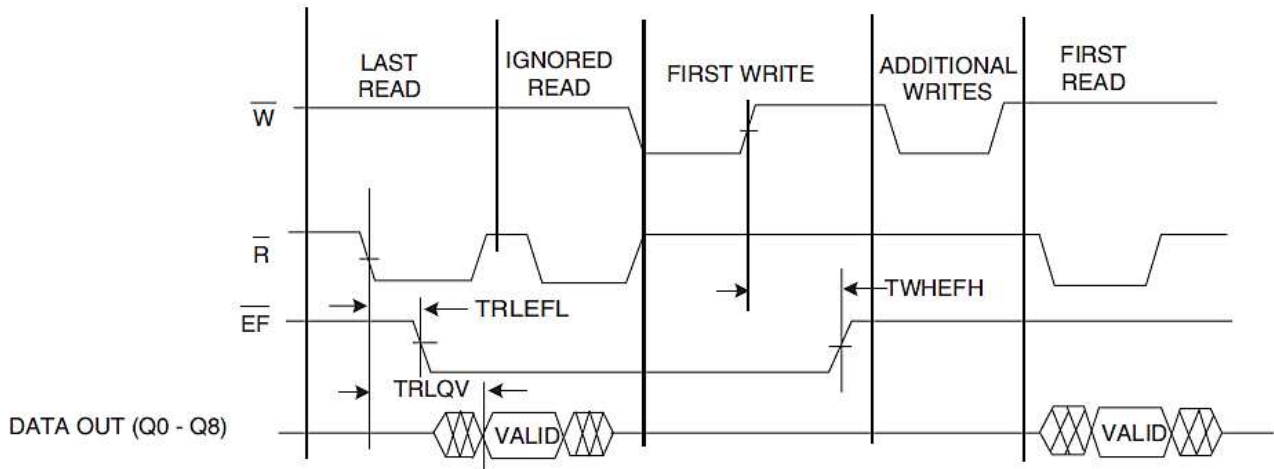 LAST
READ
IGNORED
READ
FIRST WRITE
ADDITIONAL
WRITES
FIRST
READ
W̅
R̅
TWHEFH
E̅F̅
TRLEFL
TRLQV
DATA OUT (Q0 - Q8)
VALID
VALID